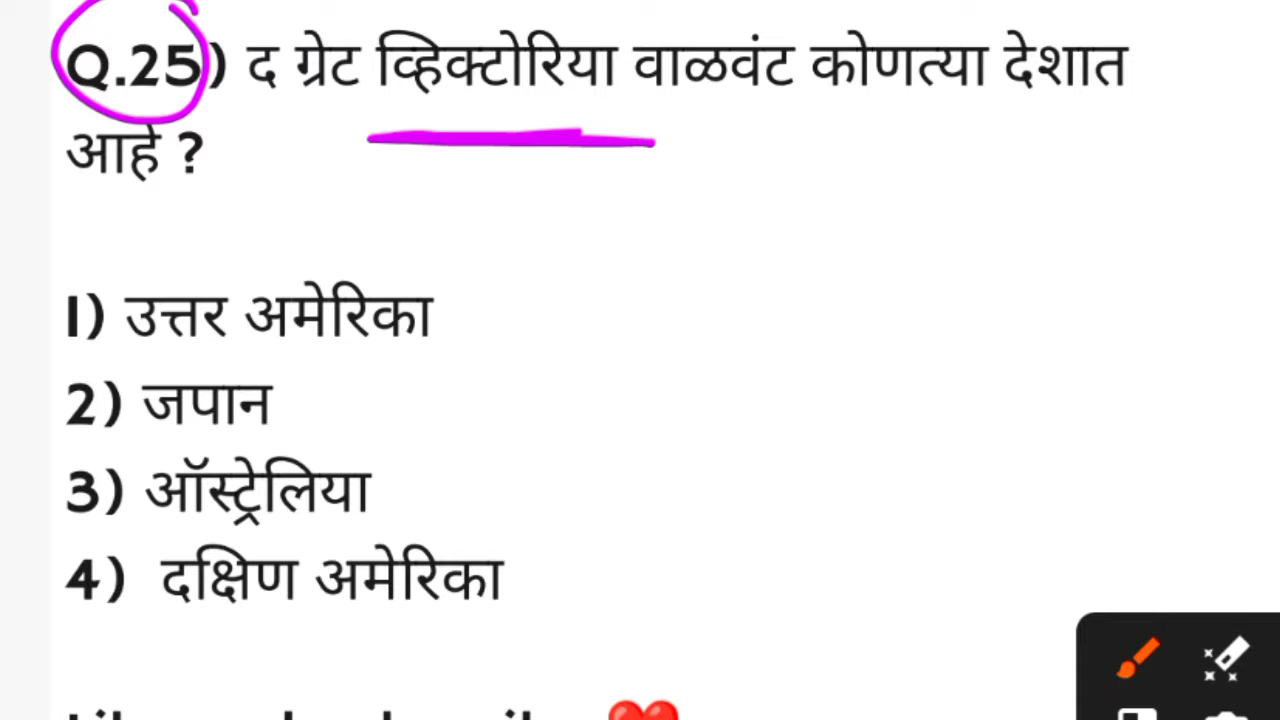 Q.25) द ग्रेट व्हिक्टोरिया वाळवंट कोणत्या देशात
आहे ?
1) उत्तर अमेरिका
2) जपान
3) ऑस्ट्रेलिया
4) दक्षिण अमेरिका